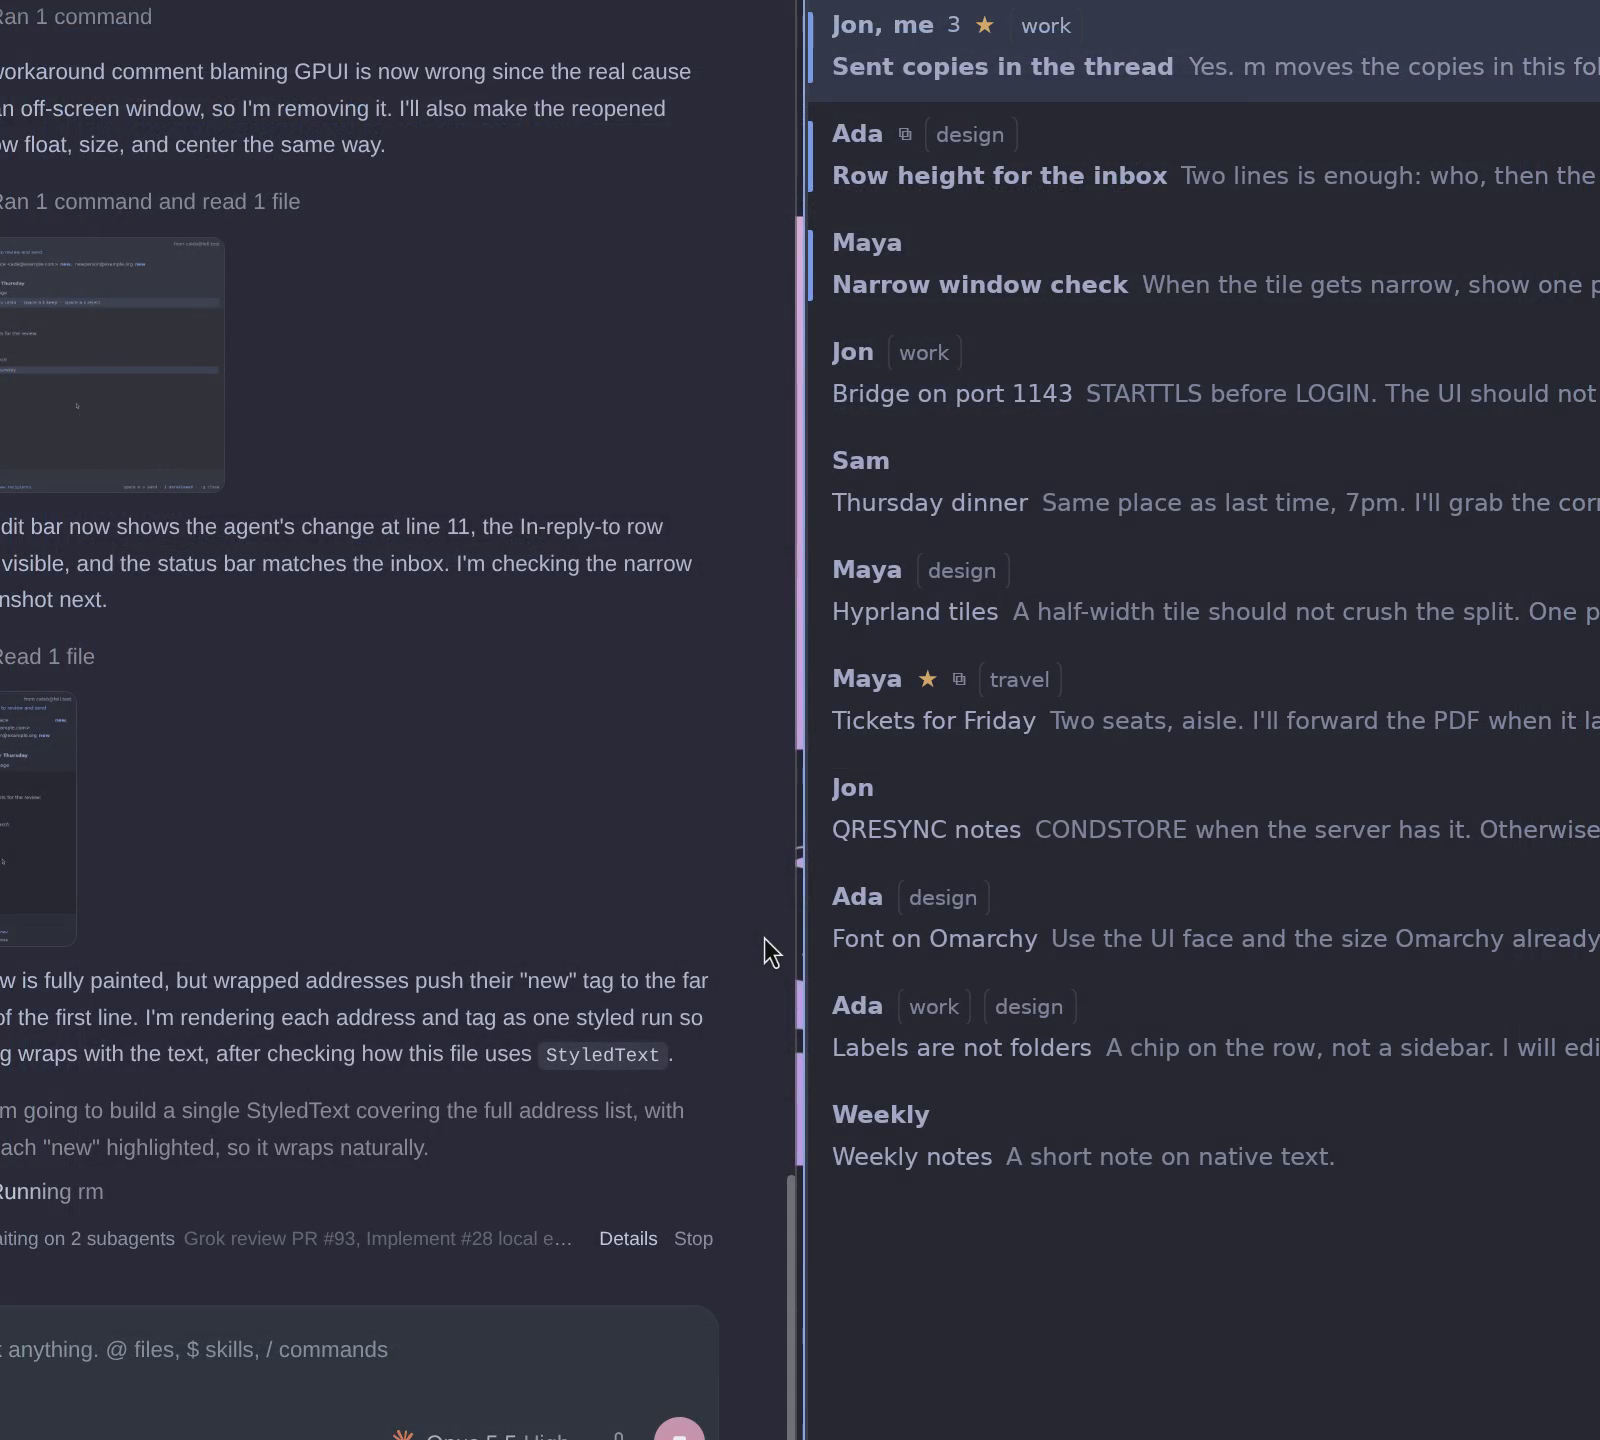 Ran 1 command
workaround comment blaming GPUI is now wrong since the real cause
an off-screen window, so I'm removing it. I'll also make the reopened
ow float, size, and center the same way.
Ran 1 command and read 1 file
dit bar now shows the agent's change at line 11, the In-reply-to row
visible, and the status bar matches the inbox. I'm checking the narrow
nshot next.
Read 1 file
w is fully painted, but wrapped addresses push their "new" tag to the far
of the first line. I'm rendering each address and tag as one styled run so
g wraps with the text, after checking how this file uses StyledText.
m going to build a single StyledText covering the full address list, with
each "new" highlighted, so it wraps naturally.
Running rm
aiting on 2 subagents Grok review PR #93, Implement #28 local e... Details Stop
anything. @ files, $ skills, / commands
Jon, me 3 ★ work
Sent copies in the thread Yes. m moves the copies in this fol
Ada design
Row height for the inbox Two lines is enough: who, then the
Maya
Narrow window check When the tile gets narrow, show one p
Jon work
Bridge on port 1143 STARTTLS before LOGIN. The UI should not
Sam
Thursday dinner Same place as last time, 7pm. I'll grab the corn
Maya design
Hyprland tiles A half-width tile should not crush the split. One p
Maya ★ travel
Tickets for Friday Two seats, aisle. I'll forward the PDF when it la
Jon
QRESYNC notes CONDSTORE when the server has it. Otherwise
Ada design
Font on Omarchy Use the UI face and the size Omarchy already
Ada work design
Labels are not folders A chip on the row, not a sidebar. I will edi
Weekly
Weekly notes A short note on native text.